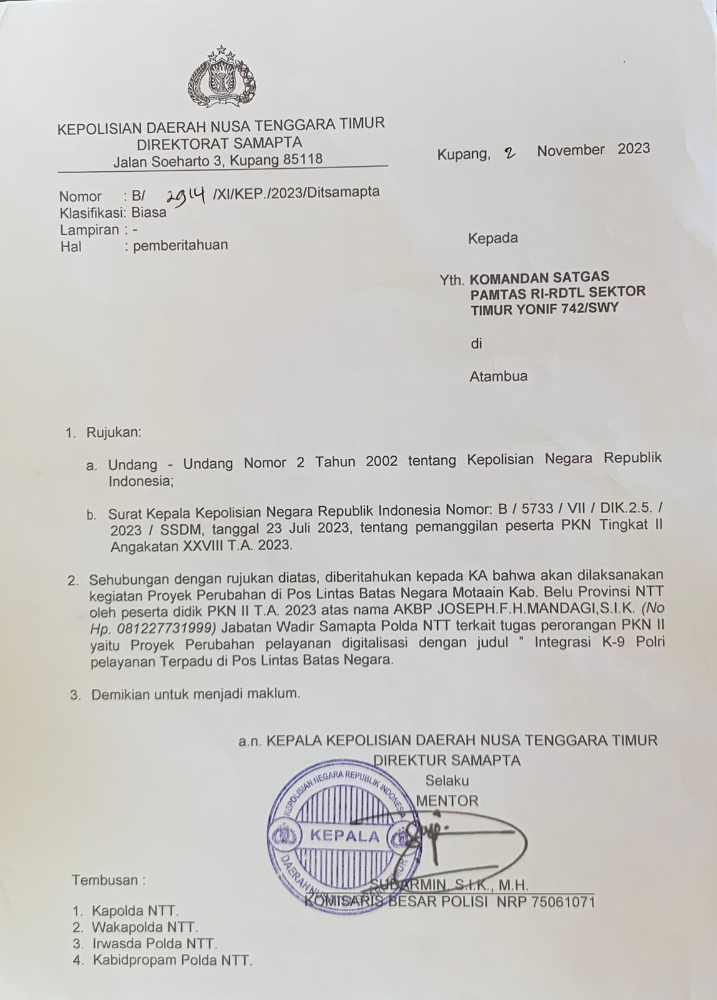 KEPOLISIAN DAERAH NUSA TENGGARA TIMUR
DIREKTORAT SAMAPTA
Jalan Soeharto 3, Kupang 85118
Kupang, 2 November 2023
Nomor : B/ 2914 /XI/KEP./2023/Ditsamapta
Klasifikasi: Biasa
Lampiran : -
Hal : pemberitahuan
Kepada
Yth. KOMANDAN SATGAS
PAMTAS RI-RDTL SEKTOR
TIMUR YONIF 742/SWY
di
Atambua
1. Rujukan:
a. Undang - Undang Nomor 2 Tahun 2002 tentang Kepolisian Negara Republik
Indonesia;
b. Surat Kepala Kepolisian Negara Republik Indonesia Nomor: B / 5733 / VII / DIK.2.5. /
2023 / SSDM, tanggal 23 Juli 2023, tentang pemanggilan peserta PKN Tingkat II
Angakatan XXVIII T.A. 2023.
2. Sehubungan dengan rujukan diatas, diberitahukan kepada KA bahwa akan dilaksanakan
kegiatan Proyek Perubahan di Pos Lintas Batas Negara Motaain Kab. Belu Provinsi NTT
oleh peserta didik PKN II T.A. 2023 atas nama AKBP JOSEPH.F.H.MANDAGI,S.I.K. (No
Hp. 081227731999) Jabatan Wadir Samapta Polda NTT terkait tugas perorangan PKN II
yaitu Proyek Perubahan pelayanan digitalisasi dengan judul " Integrasi K-9 Polri
pelayanan Terpadu di Pos Lintas Batas Negara.
3. Demikian untuk menjadi maklum.
a.n. KEPALA KEPOLISIAN DAERAH NUSA TENGGARA TIMUR
DIREKTUR SAMAPTA
Selaku
MENTOR
KEPOLISIAN NEGARA REPUBLIK INDONESIA
KEPALA
DAERAH NUSA TENGGARA TIMUR
SUDARMIN, S.I.K., M.H.
KOMISARIS BESAR POLISI NRP 75061071
Tembusan :
1. Kapolda NTT.
2. Wakapolda NTT.
3. Irwasda Polda NTT.
4. Kabidpropam Polda NTT.